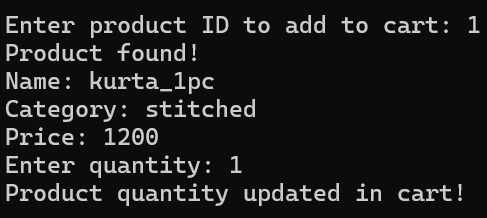 Enter product ID to add to cart: 1
Product found!
Name: kurta_1pc
Category: stitched
Price: 1200
Enter quantity: 1
Product quantity updated in cart!